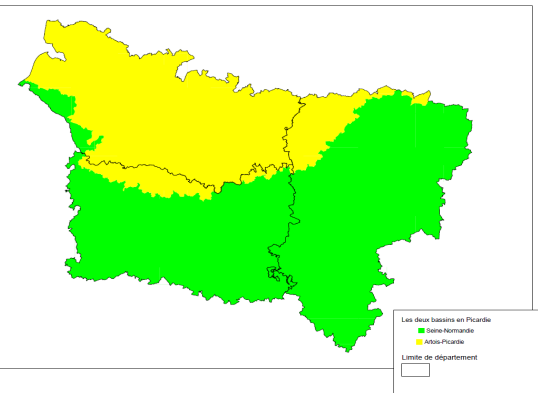 Les deux bassins en Picardie
Seine-Normandie
Artois-Picardie
Limite de département